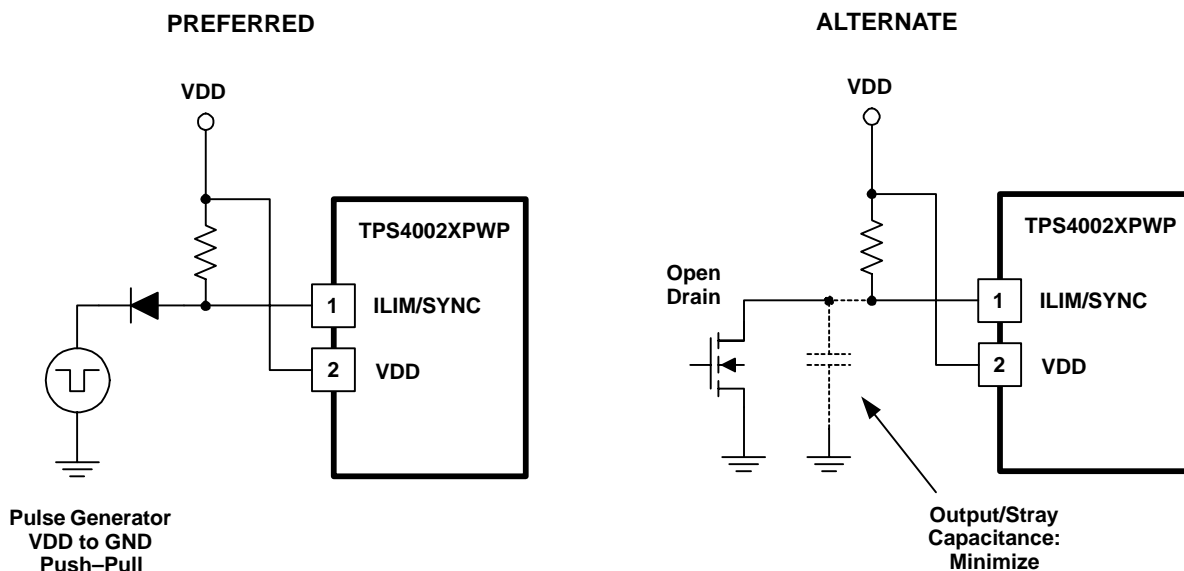 PREFERRED
VDD
TPS4002XPWP
1
ILIM/SYNC
2
VDD
Pulse Generator
VDD to GND
Push–Pull
ALTERNATE
VDD
TPS4002XPWP
Open
Drain
1
ILIM/SYNC
2
VDD
Output/Stray
Capacitance:
Minimize